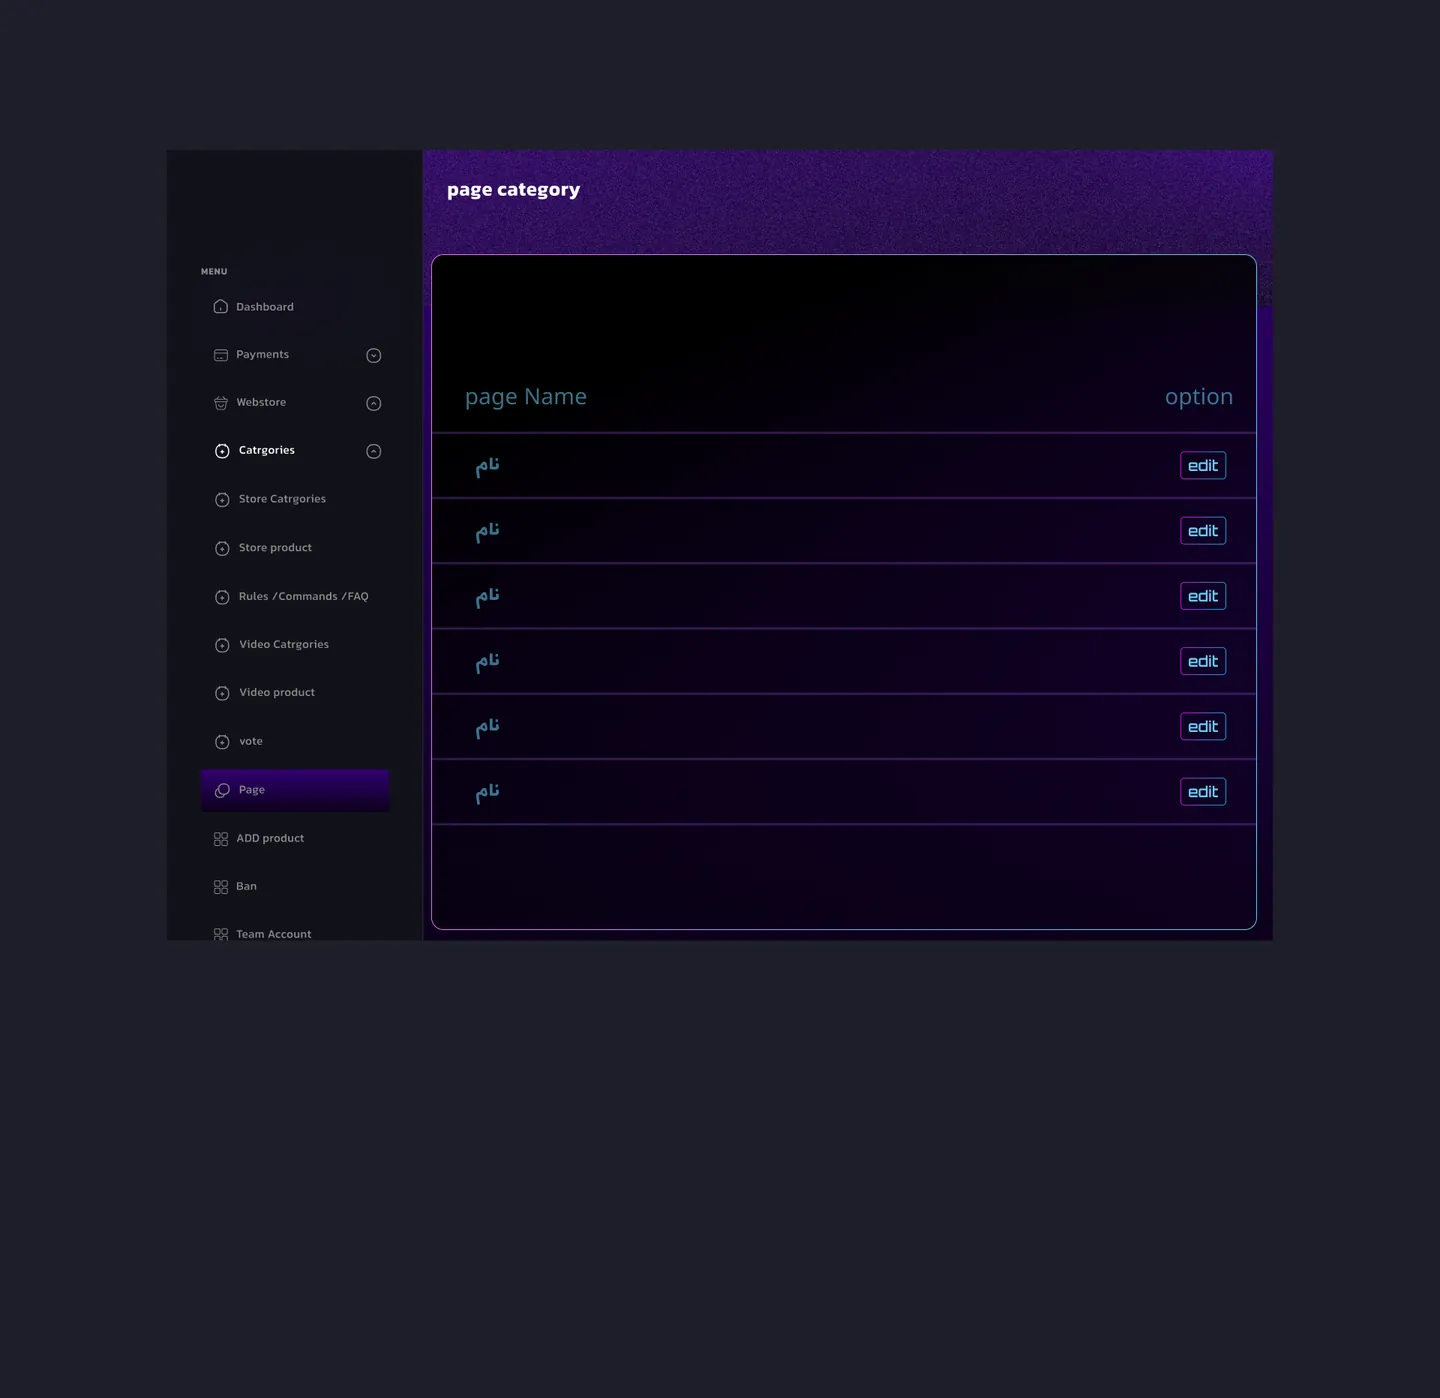 page category
MENU
Dashboard
Payments
Webstore
Catrgories
Store Catrgories
Store product
Rules /Commands /FAQ
Video Catrgories
Video product
vote
Page
ADD product
Ban
Team Account
page Name option
نام edit
نام edit
نام edit
نام edit
نام edit
نام edit